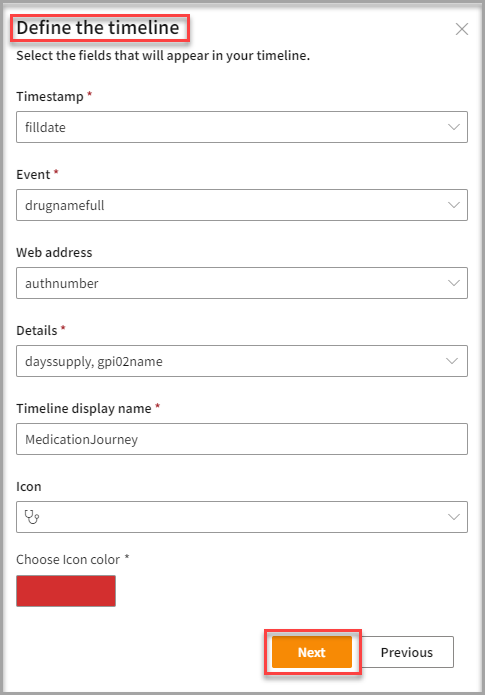 Define the timeline
Select the fields that will appear in your timeline.
Timestamp *
filldate
Event *
drugnamefull
Web address
authnumber
Details *
dayssupply, gpi02name
Timeline display name *
MedicationJourney
Icon
Choose Icon color *
Next Previous